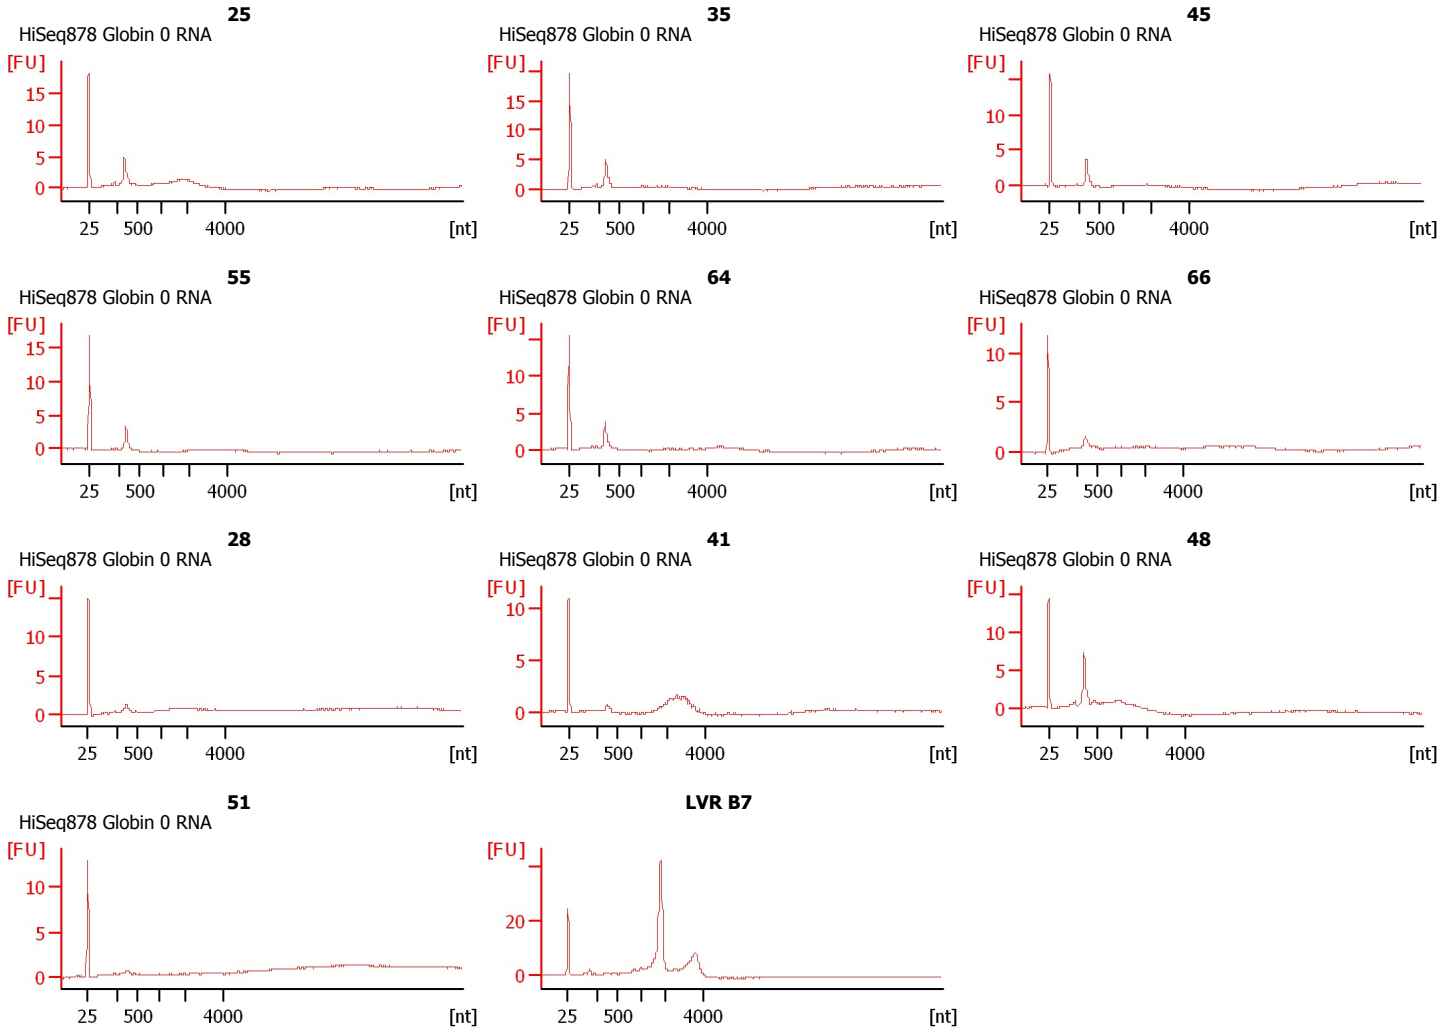 25 35 45
HiSeq878 Globin 0 RNA HiSeq878 Globin 0 RNA HiSeq878 Globin 0 RNA
[FU] [FU] [FU]
15 15
10 10 10
5 5 5
0 0 0
25 500 4000 [nt] 25 500 4000 [nt] 25 500 4000 [nt]
55 64 66
HiSeq878 Globin 0 RNA HiSeq878 Globin 0 RNA HiSeq878 Globin 0 RNA
[FU] [FU] [FU]
15
10 10 10
5 5 5
0 0 0
25 500 4000 [nt] 25 500 4000 [nt] 25 500 4000 [nt]
28 41 48
HiSeq878 Globin 0 RNA HiSeq878 Globin 0 RNA HiSeq878 Globin 0 RNA
[FU] [FU] [FU]
10 10 10
5 5 5
0 0 0
25 500 4000 [nt] 25 500 4000 [nt] 25 500 4000 [nt]
51 LVR B7
HiSeq878 Globin 0 RNA
[FU] [FU]
10 20
5
0 0
25 500 4000 [nt] 25 500 4000 [nt]